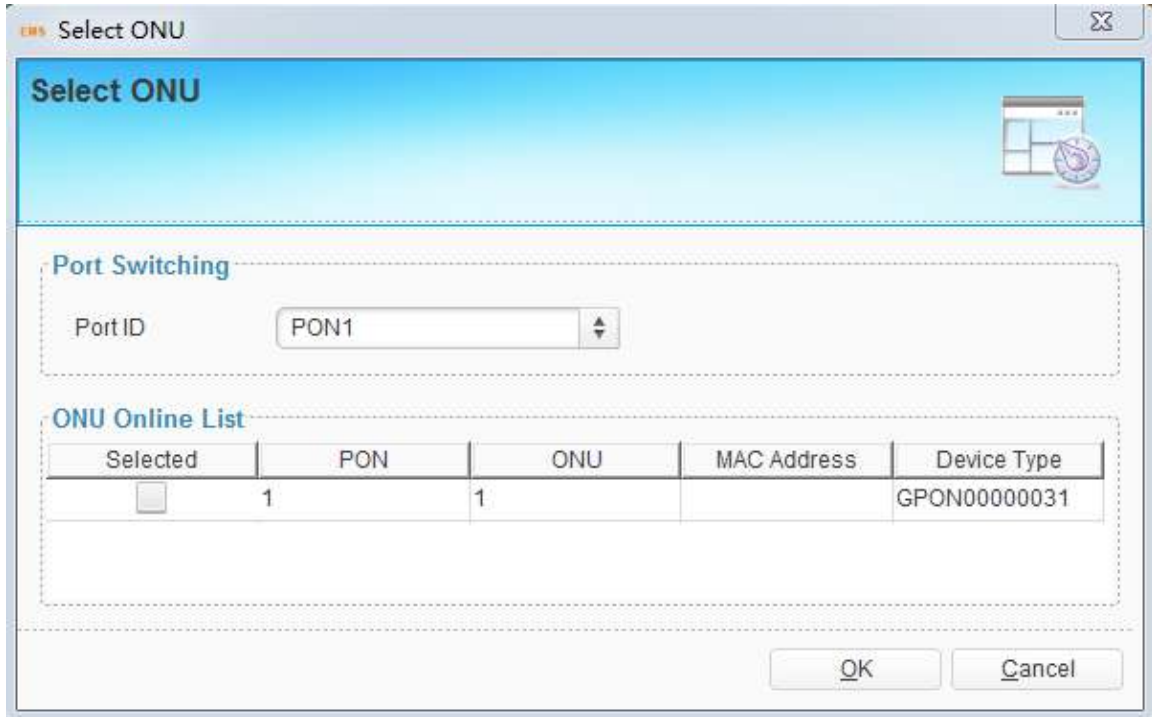 EMS Select ONU
Select ONU
Port Switching
Port ID PON1
ONU Online List
Selected PON ONU MAC Address Device Type
1 1 GPON00000031
OK Cancel